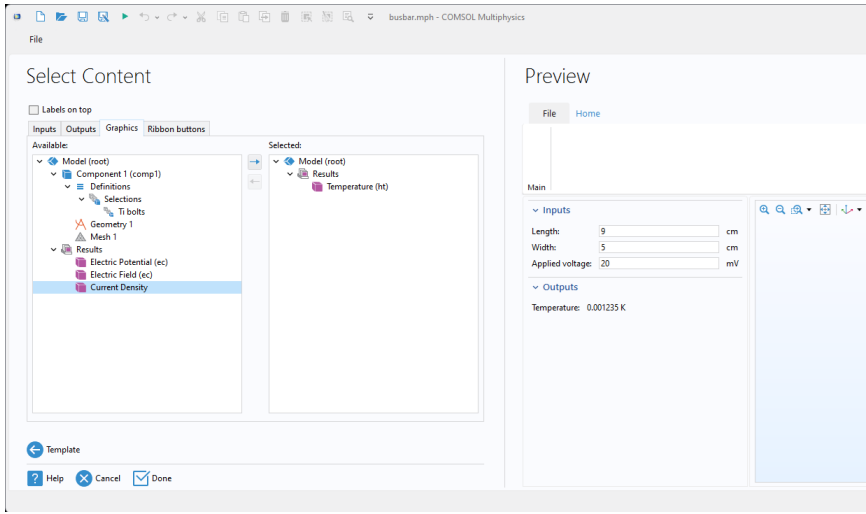 busbar.mph - COMSOL Multiphysics
File
Select Content
Labels on top
Inputs Outputs Graphics Ribbon buttons
Available:
Model (root)
Component 1 (comp1)
Definitions
Selections
Ti bolts
Geometry 1
Mesh 1
Results
Electric Potential (ec)
Electric Field (ec)
Current Density
Selected:
Model (root)
Results
Temperature (ht)
Template
? Help Cancel Done
Preview
File Home
Main
Inputs
Length: 9 cm
Width: 5 cm
Applied voltage: 20 mV
Outputs
Temperature: 0.001235 K